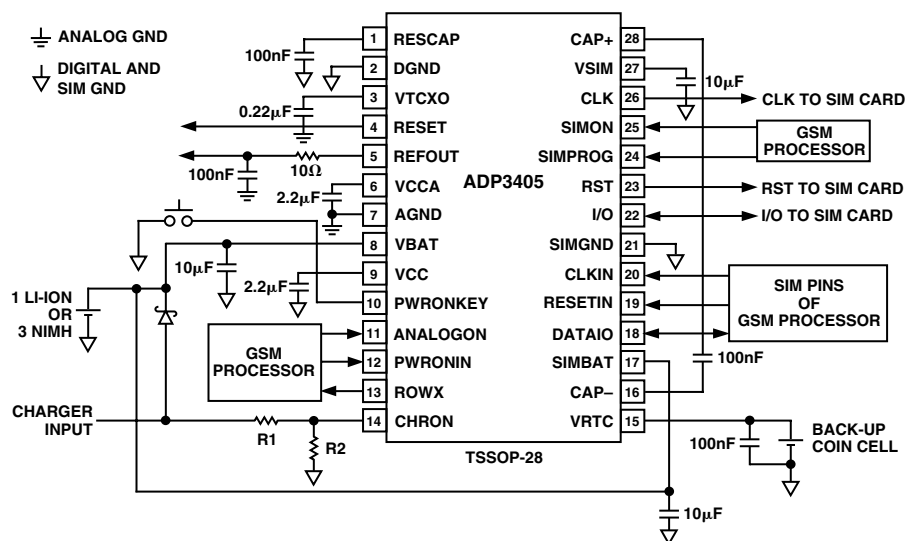 ANALOG GND
DIGITAL AND
SIM GND
100nF
0.22µF
10Ω
100nF
2.2µF
10µF
2.2µF
1 LI-ION
OR
3 NIMH
GSM
PROCESSOR
CHARGER
INPUT
R1
R2
1 RESCAP
2 DGND
3 VTCXO
4 RESET
5 REFOUT
6 VCCA
7 AGND
8 VBAT
9 VCC
10 PWRONKEY
11 ANALOGON
12 PWRONIN
13 ROWX
14 CHRON
ADP3405
TSSOP-28
CAP+ 28
VSIM 27
CLK 26
SIMON 25
SIMPROG 24
RST 23
I/O 22
SIMGND 21
CLKIN 20
RESETIN 19
DATAIO 18
SIMBAT 17
CAP– 16
VRTC 15
10µF
CLK TO SIM CARD
GSM
PROCESSOR
RST TO SIM CARD
I/O TO SIM CARD
SIM PINS
OF
GSM PROCESSOR
100nF
100nF
BACK-UP
COIN CELL
10µF